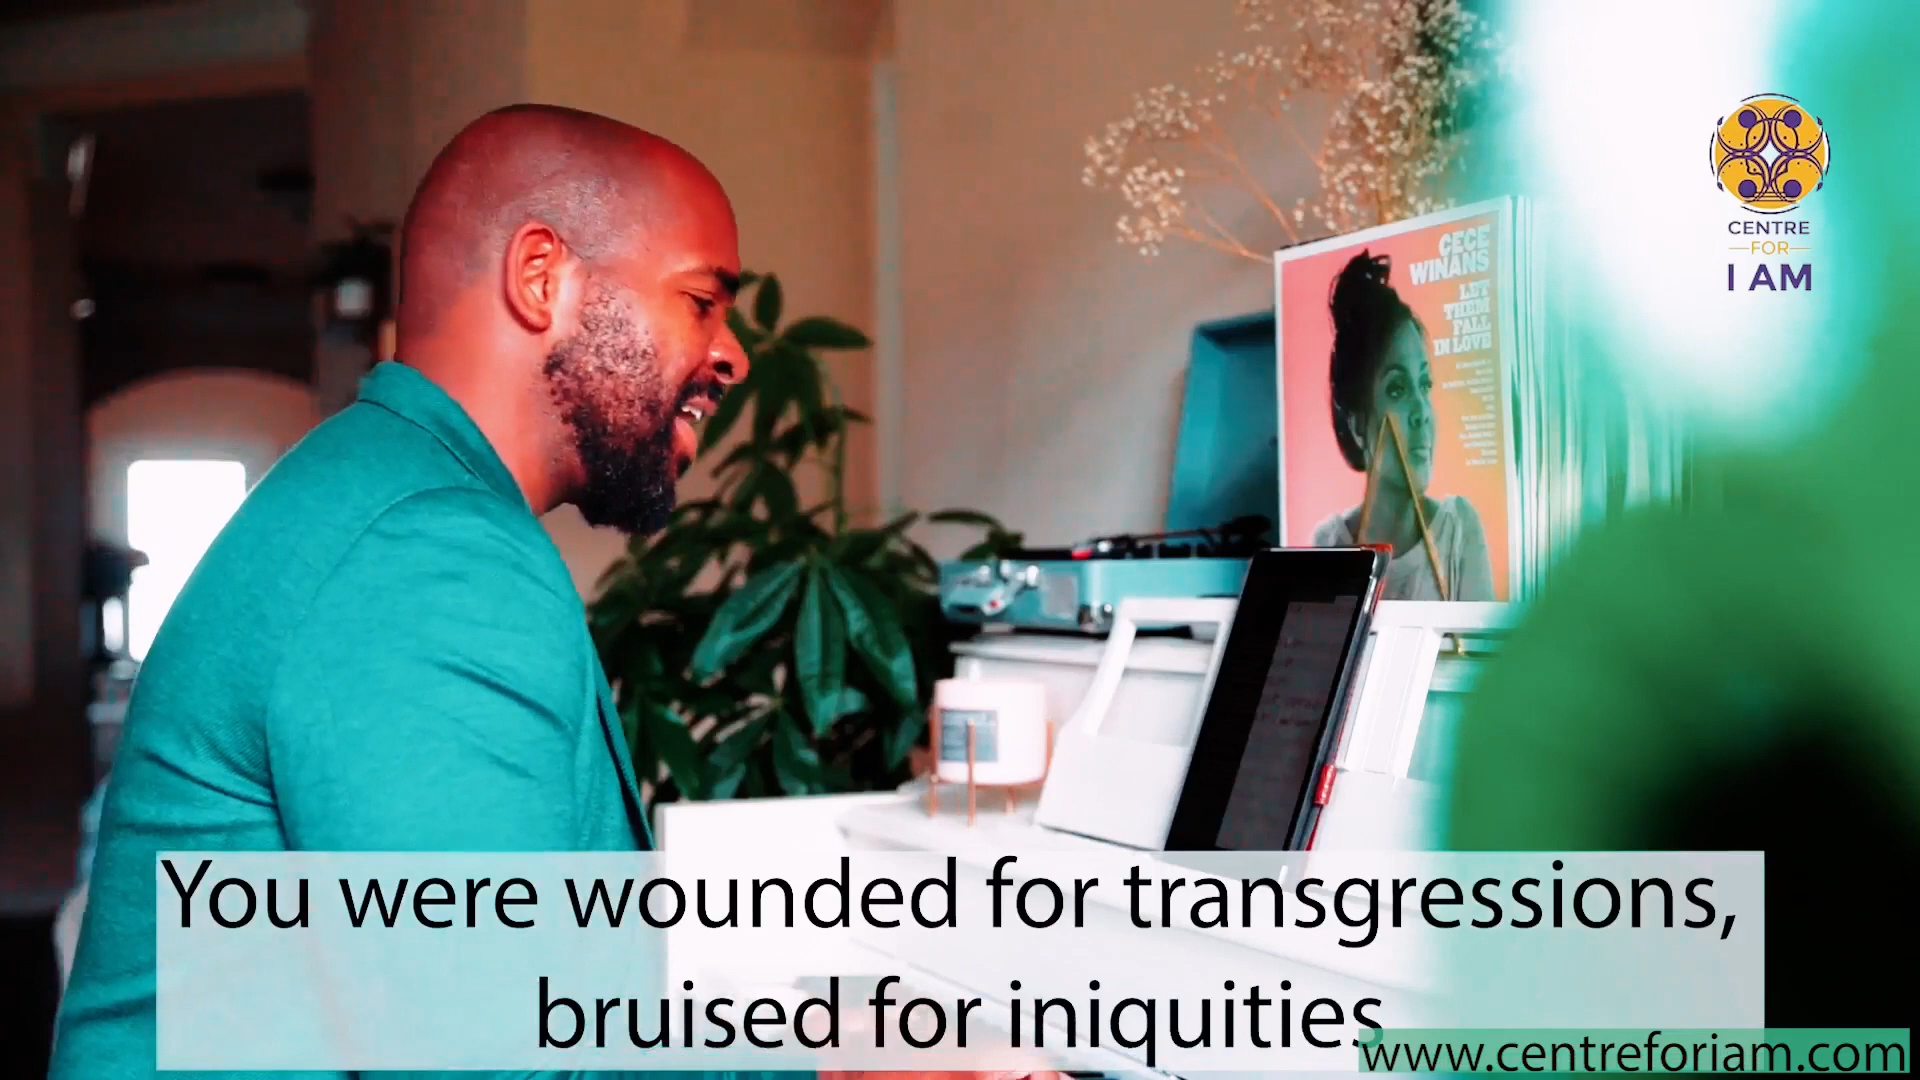 CENTRE
FOR
I AM
CECE
WINANS
LET
THEM
FALL
IN LOVE
You were wounded for transgressions,
bruised for iniquities
www.centreforiam.com